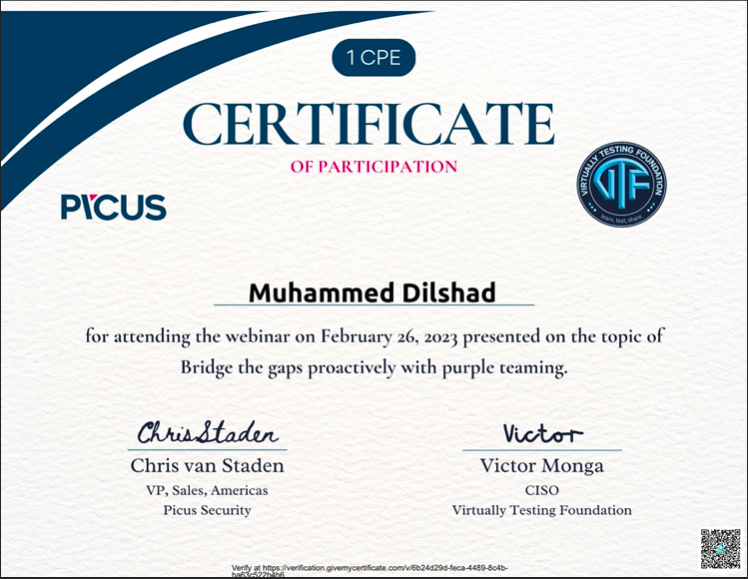 1 CPE
CERTIFICATE
OF PARTICIPATION
VIRTUALLY TESTING FOUNDATION
VTF
learn, test, share.
PICUS
Muhammed Dilshad
for attending the webinar on February 26, 2023 presented on the topic of
Bridge the gaps proactively with purple teaming.
Chris Staden
Victor
Chris van Staden
Victor Monga
VP, Sales, Americas
CISO
Picus Security
Virtually Testing Foundation
Verify at https://verification.givemycertificate.com/v/6b24d29d-feca-4489-8c4b-
ba63c522b4b6